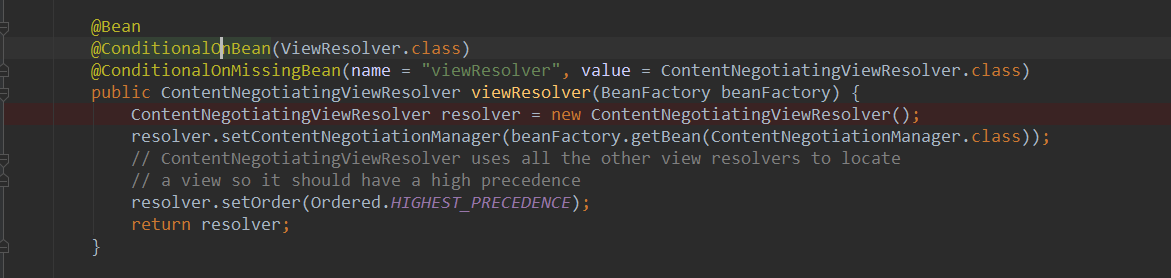 @Bean
@ConditionalOnBean(ViewResolver.class)
@ConditionalOnMissingBean(name = "viewResolver", value = ContentNegotiatingViewResolver.class)
public ContentNegotiatingViewResolver viewResolver(BeanFactory beanFactory) {
    ContentNegotiatingViewResolver resolver = new ContentNegotiatingViewResolver();
    resolver.setContentNegotiationManager(beanFactory.getBean(ContentNegotiationManager.class));
    // ContentNegotiatingViewResolver uses all the other view resolvers to locate
    // a view so it should have a high precedence
    resolver.setOrder(Ordered.HIGHEST_PRECEDENCE);
    return resolver;
}